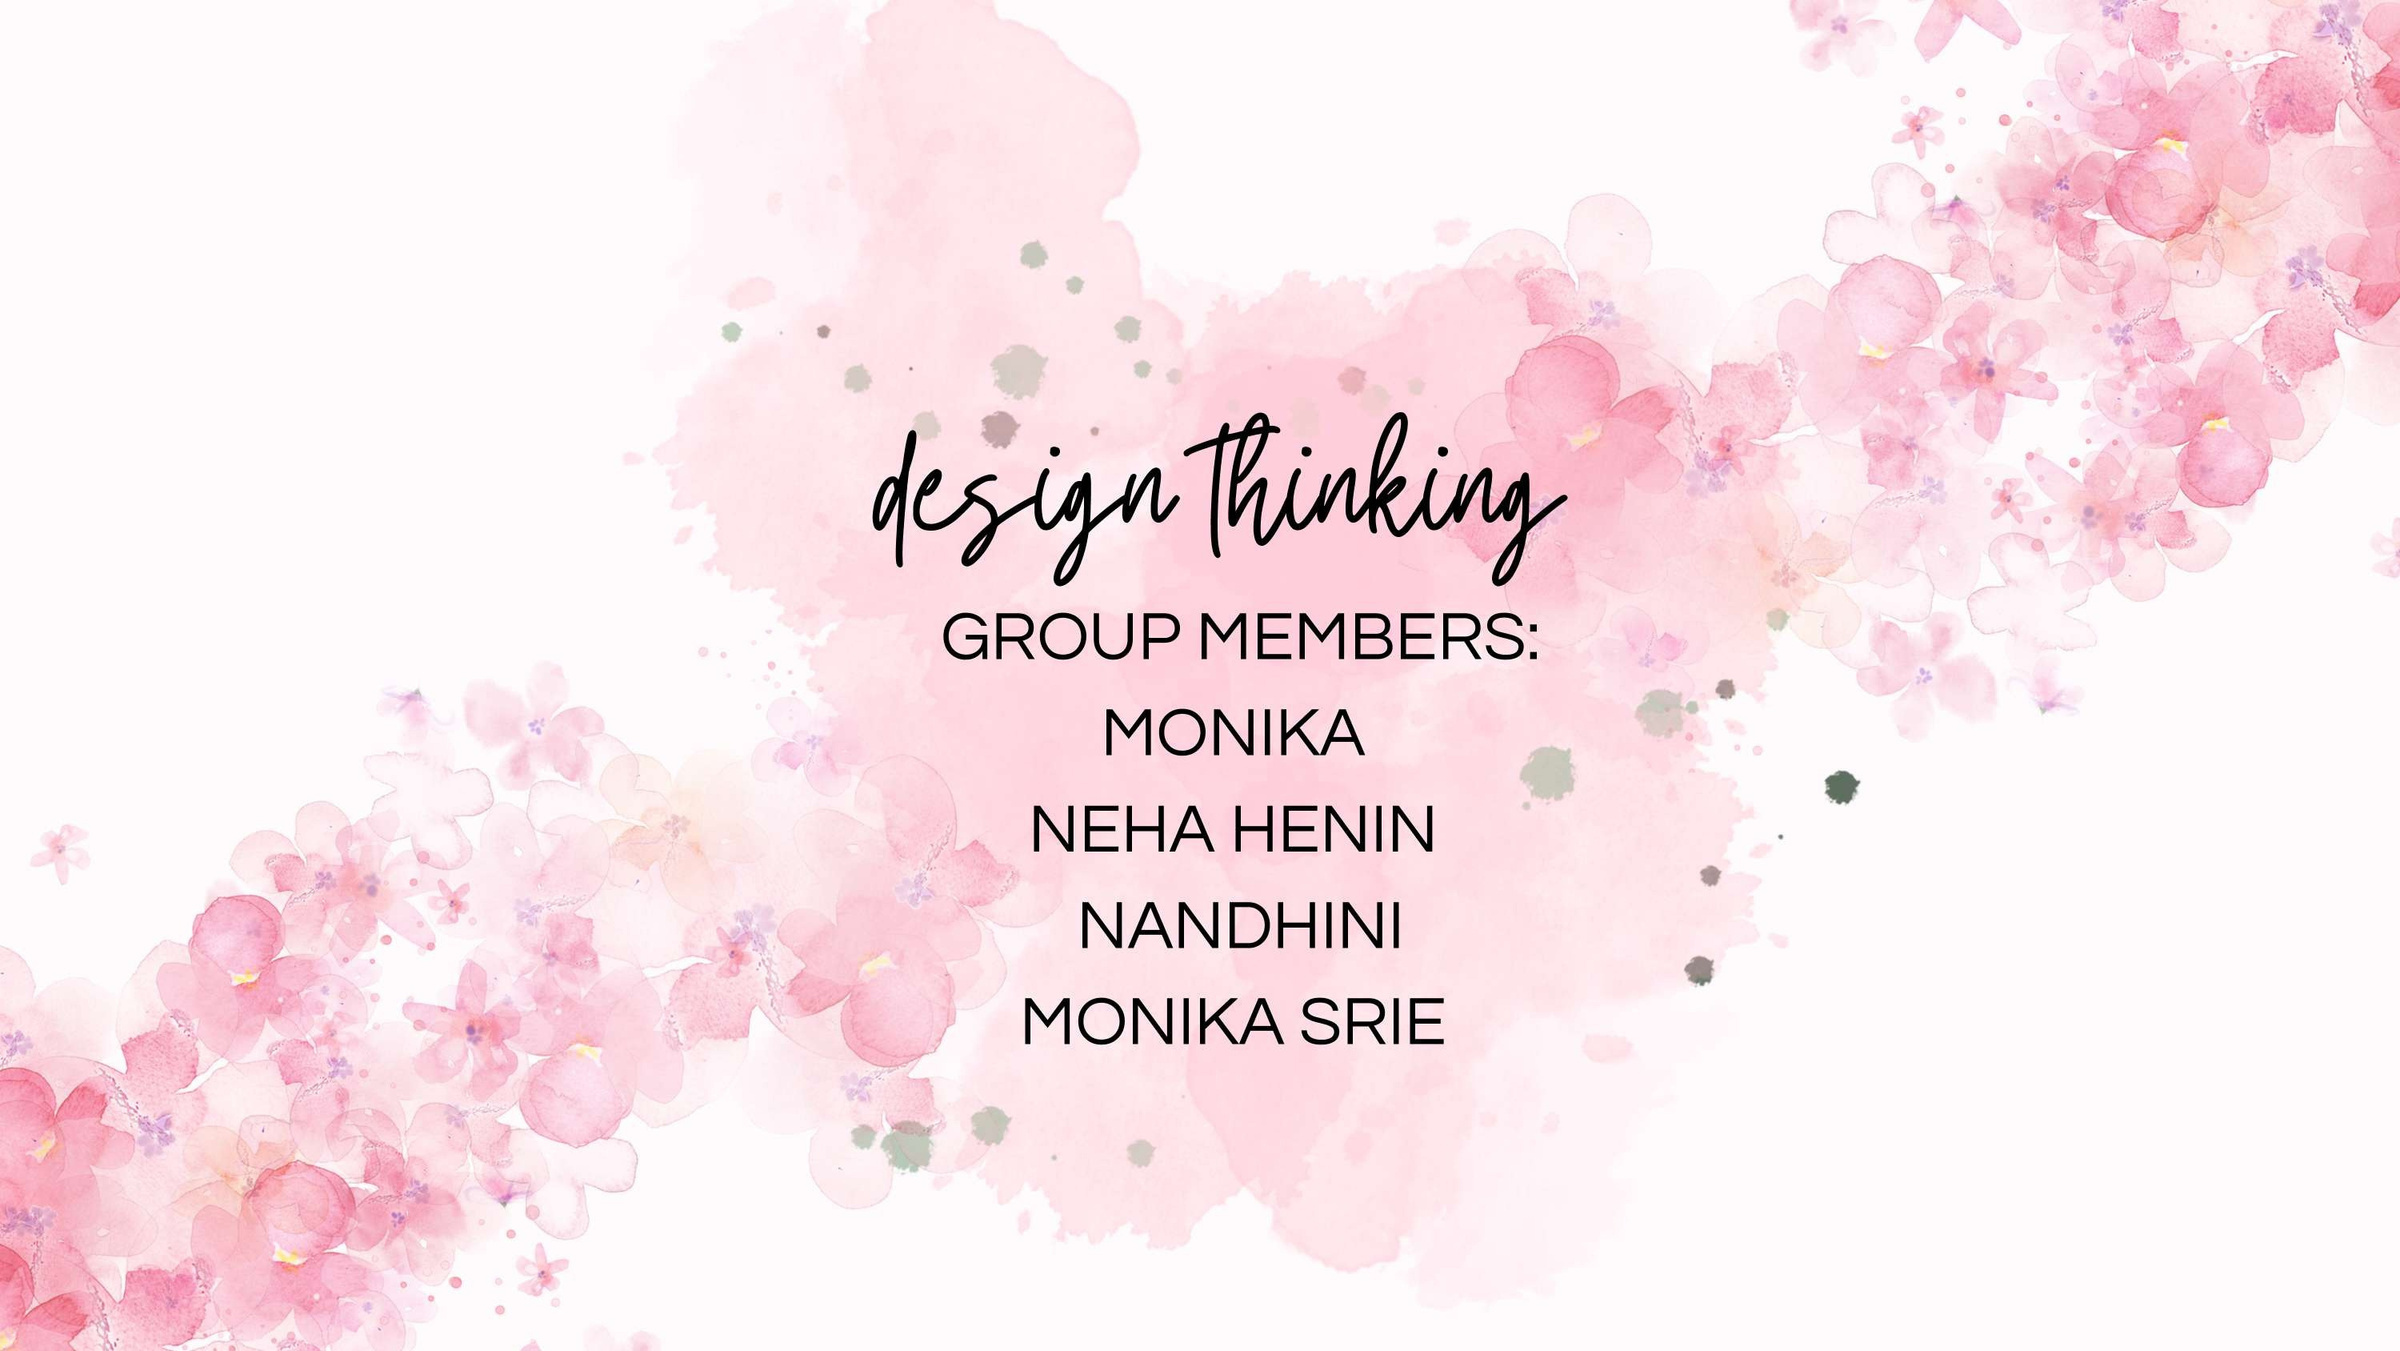 design Thinking
GROUP MEMBERS:
MONIKA
NEHA HENIN
NANDHINI
MONIKA SRIE